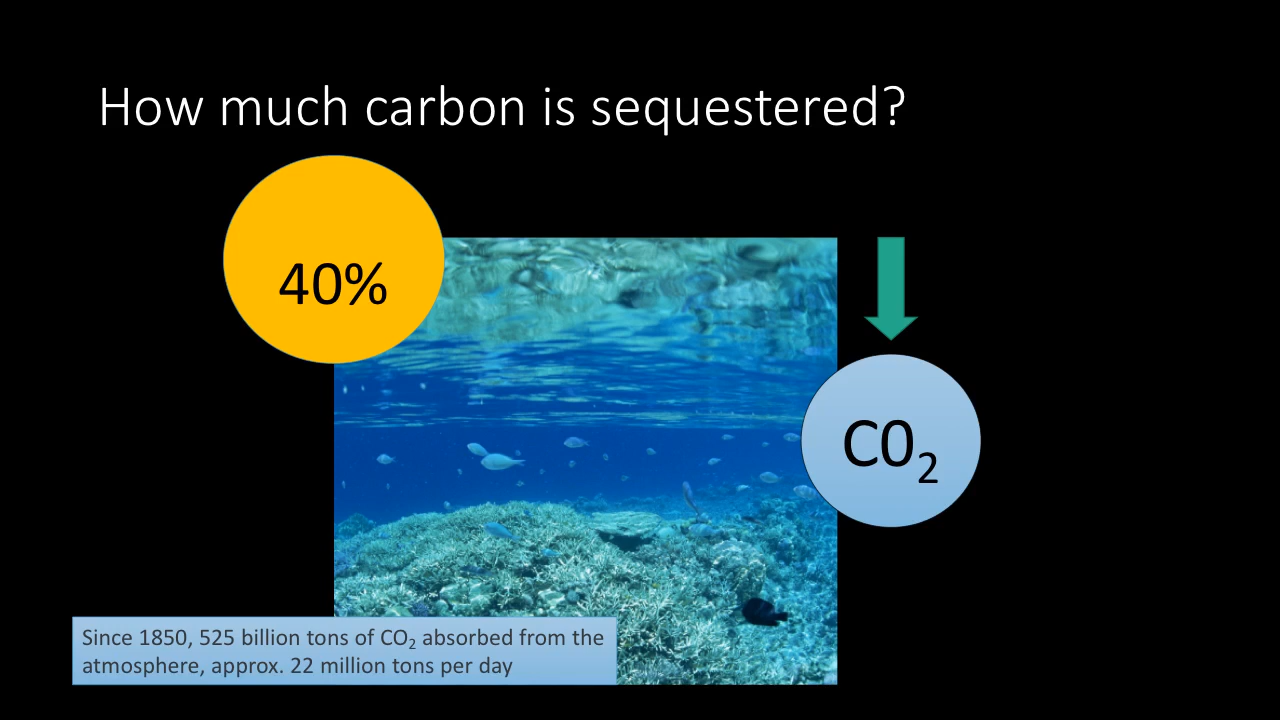 How much carbon is sequestered?
40%
C0₂
Since 1850, 525 billion tons of CO₂ absorbed from the
atmosphere, approx. 22 million tons per day